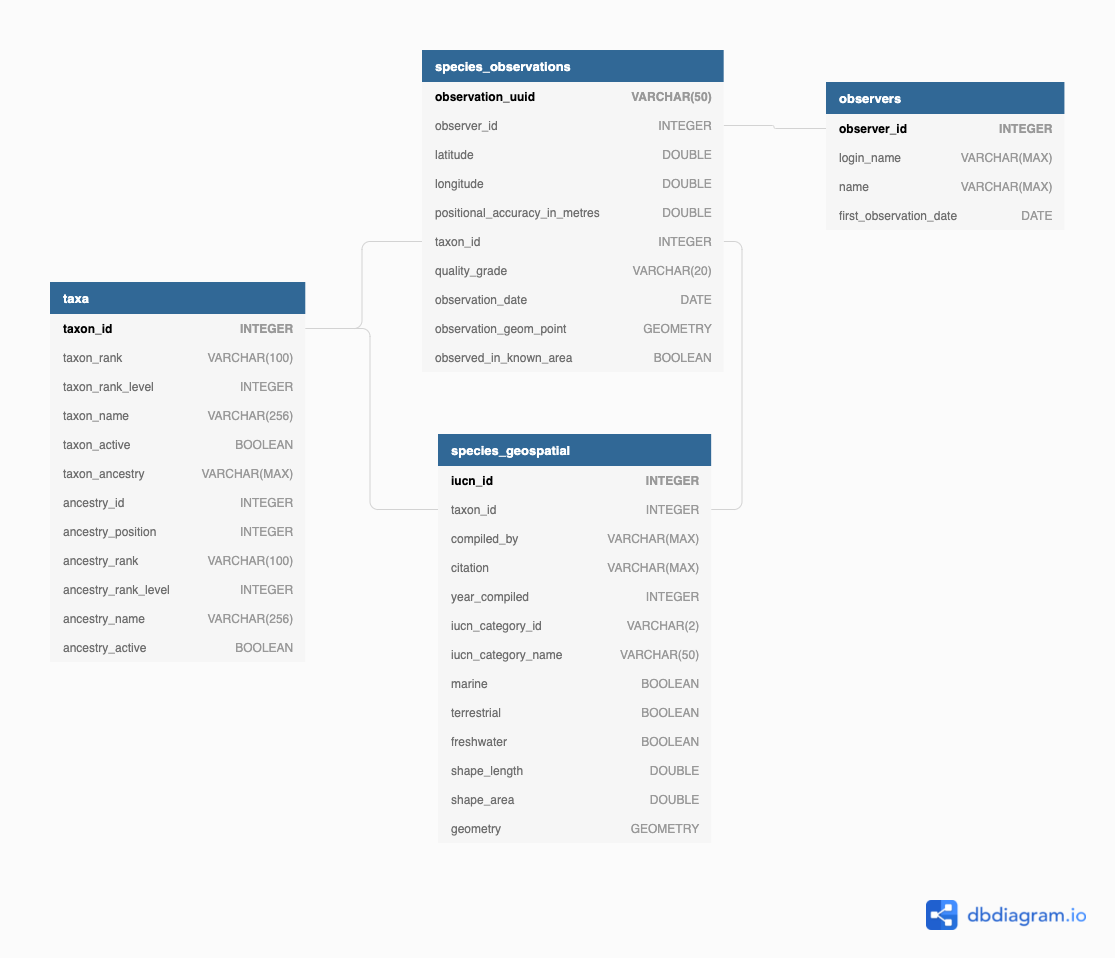 species_observations
observation_uuid VARCHAR(50)
observer_id INTEGER
latitude DOUBLE
longitude DOUBLE
positional_accuracy_in_metres DOUBLE
taxon_id INTEGER
quality_grade VARCHAR(20)
observation_date DATE
observation_geom_point GEOMETRY
observed_in_known_area BOOLEAN
observers
observer_id INTEGER
login_name VARCHAR(MAX)
name VARCHAR(MAX)
first_observation_date DATE
taxa
taxon_id INTEGER
taxon_rank VARCHAR(100)
taxon_rank_level INTEGER
taxon_name VARCHAR(256)
taxon_active BOOLEAN
taxon_ancestry VARCHAR(MAX)
ancestry_id INTEGER
ancestry_position INTEGER
ancestry_rank VARCHAR(100)
ancestry_rank_level INTEGER
ancestry_name VARCHAR(256)
ancestry_active BOOLEAN
species_geospatial
iucn_id INTEGER
taxon_id INTEGER
compiled_by VARCHAR(MAX)
citation VARCHAR(MAX)
year_compiled INTEGER
iucn_category_id VARCHAR(2)
iucn_category_name VARCHAR(50)
marine BOOLEAN
terrestrial BOOLEAN
freshwater BOOLEAN
shape_length DOUBLE
shape_area DOUBLE
geometry GEOMETRY
dbdiagram.io